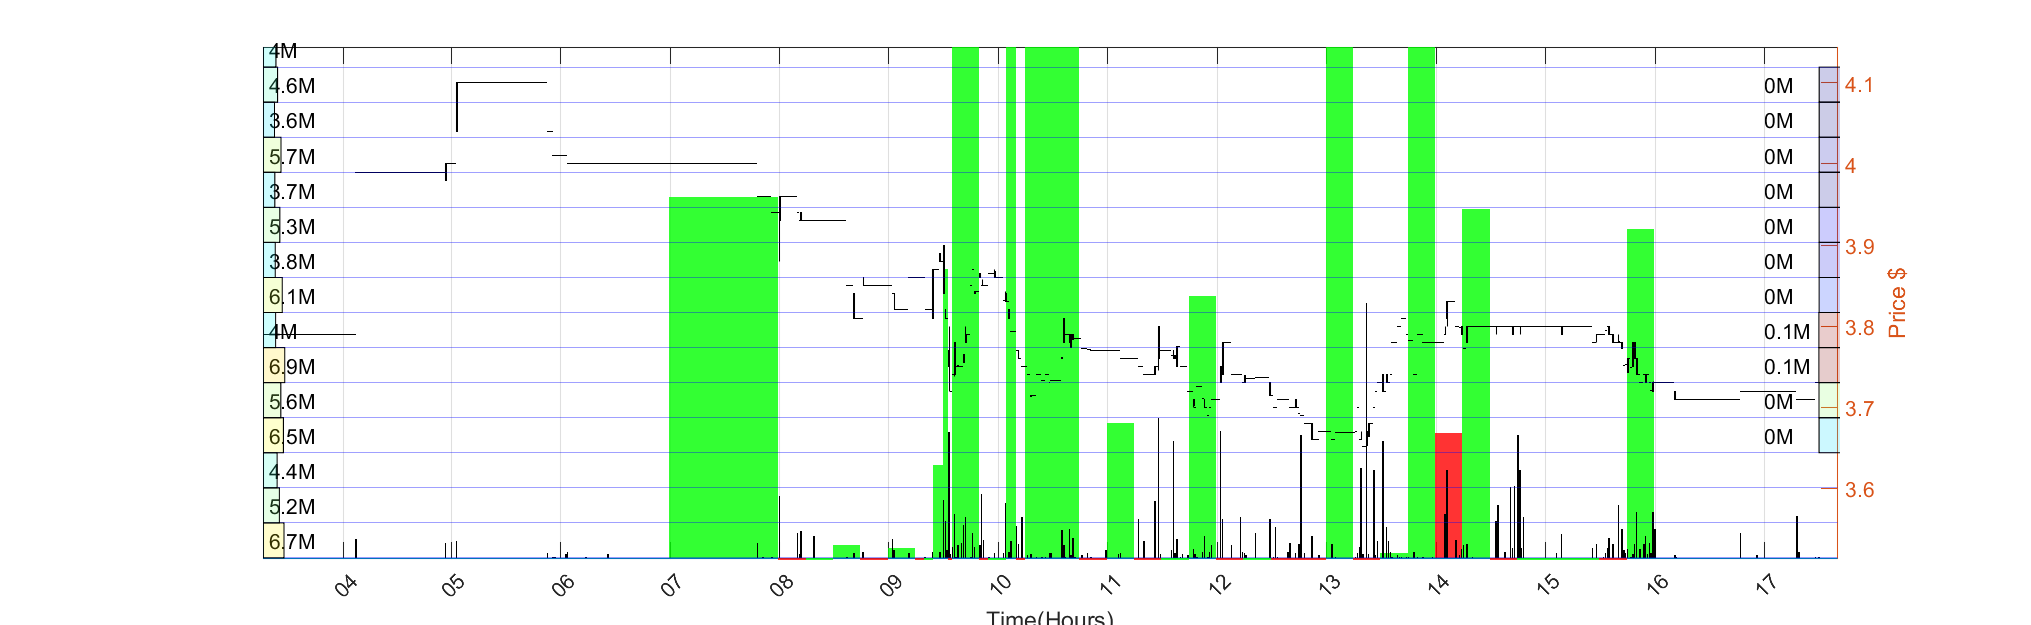 4M
4.6M 0M 4.1
3.6M 0M
5.7M 0M 4
3.7M 0M
5.3M 0M 3.9
3.8M 0M
6.1M 0M
4M 0.1M 3.8
6.9M 0.1M
5.6M 0M 3.7
6.5M 0M
4.4M 3.6
5.2M
6.7M
Price $
04 05 06 07 08 09 10 11 12 13 14 15 16 17
Time(Hours)